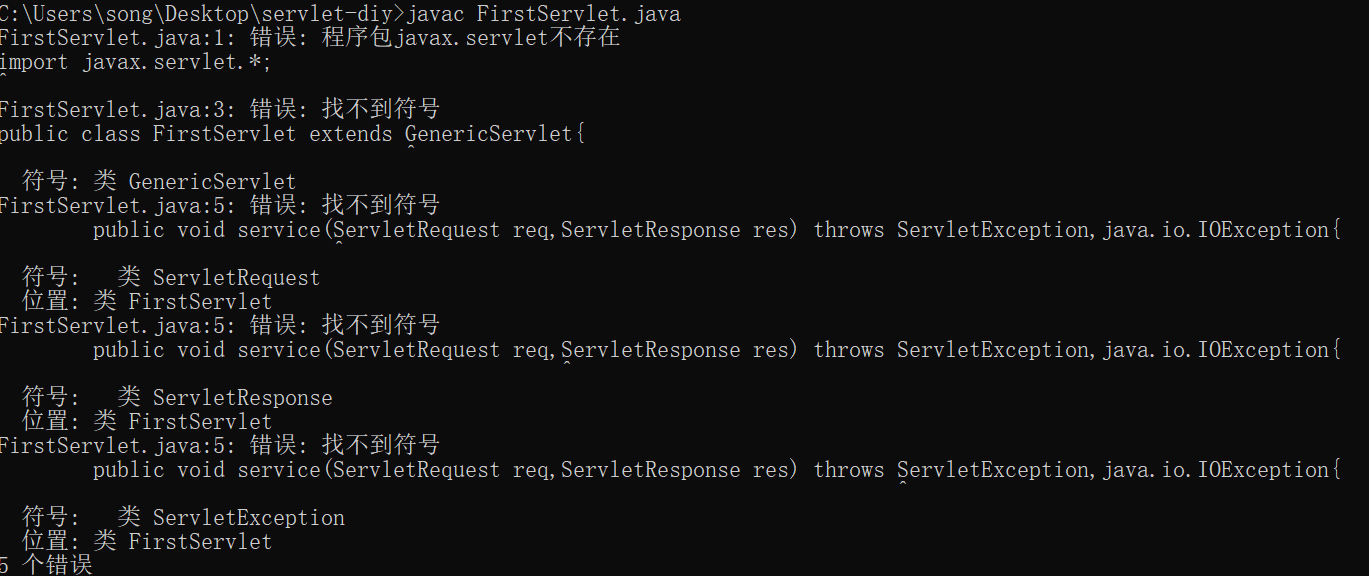 C:\Users\song\Desktop\servlet-diy>javac FirstServlet.java
FirstServlet.java:1: 错误: 程序包javax.servlet不存在
import javax.servlet.*;
^
FirstServlet.java:3: 错误: 找不到符号
public class FirstServlet extends GenericServlet{
^
符号: 类 GenericServlet
FirstServlet.java:5: 错误: 找不到符号
public void service(ServletRequest req,ServletResponse res) throws ServletException,java.io.IOException{
^
符号:   类 ServletRequest
位置: 类 FirstServlet
FirstServlet.java:5: 错误: 找不到符号
public void service(ServletRequest req,ServletResponse res) throws ServletException,java.io.IOException{
^
符号:   类 ServletResponse
位置: 类 FirstServlet
FirstServlet.java:5: 错误: 找不到符号
public void service(ServletRequest req,ServletResponse res) throws ServletException,java.io.IOException{
^
符号:   类 ServletException
位置: 类 FirstServlet
5 个错误